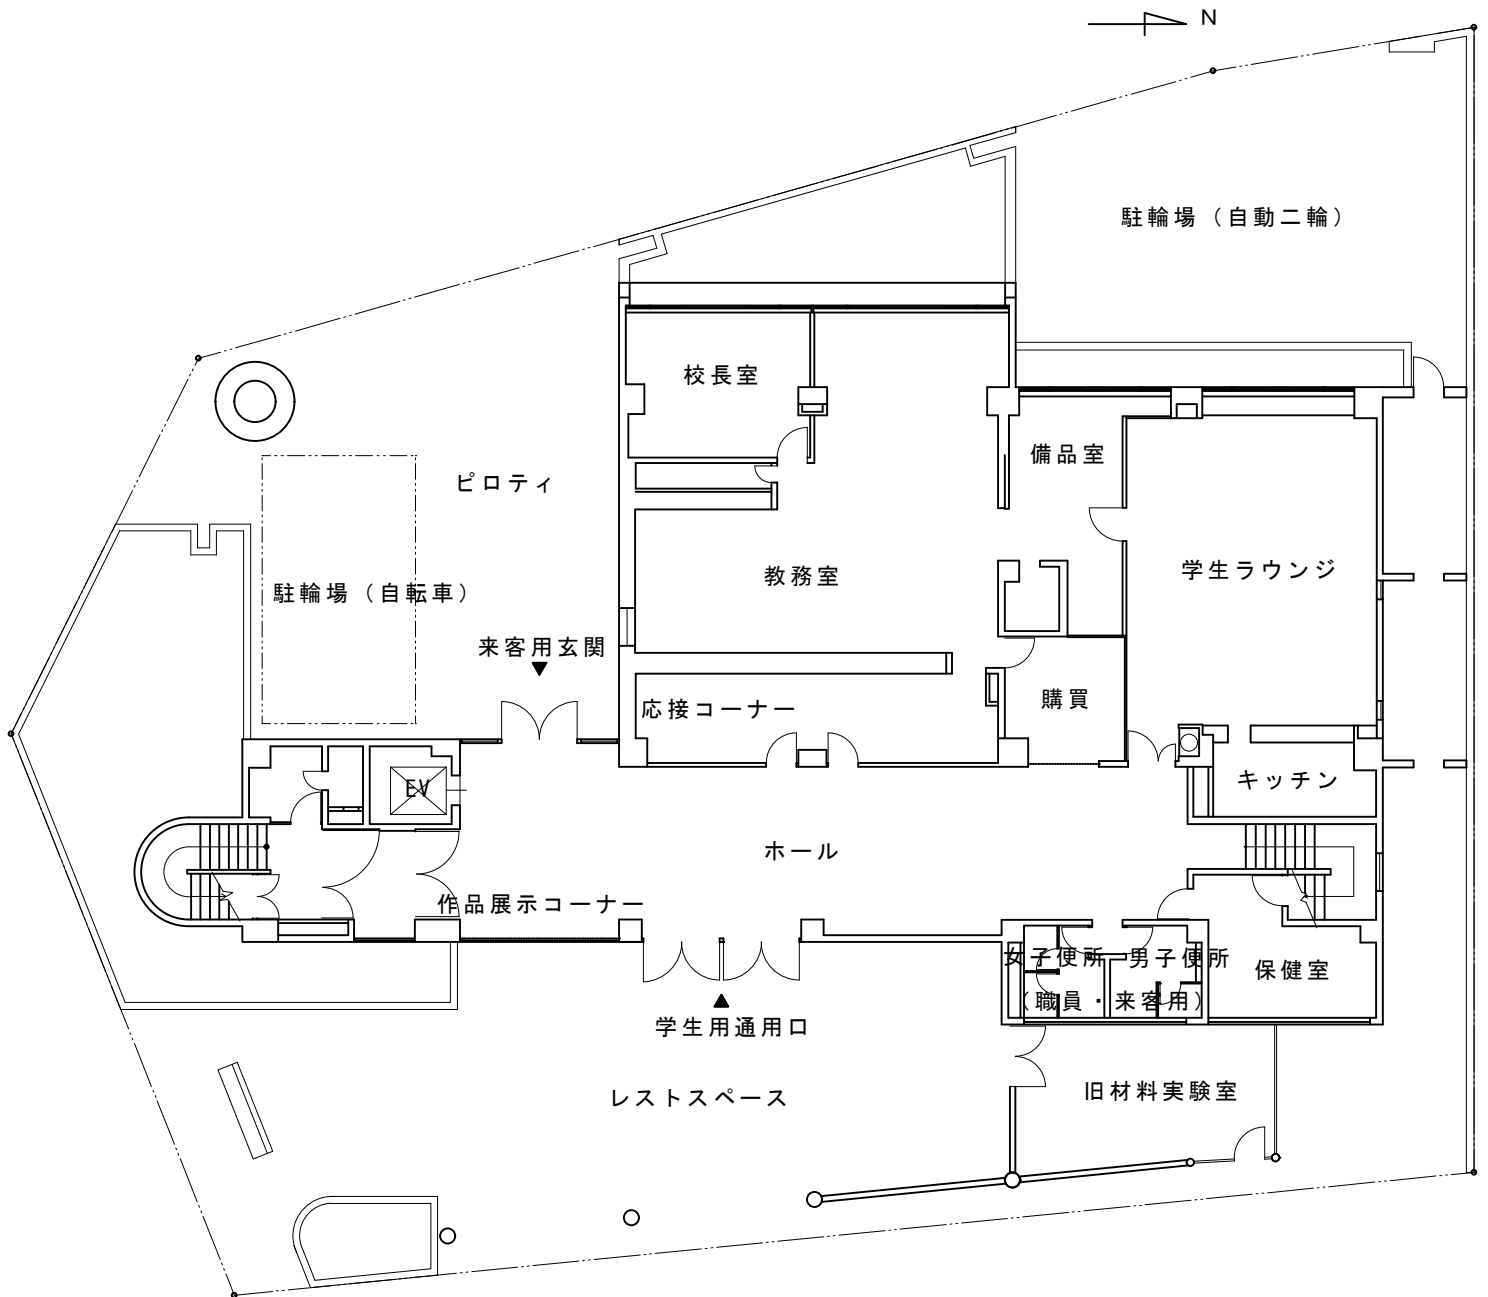 N
駐輪場（自動二輪）
校長室
備品室
ピロティ
学生ラウンジ
教務室
駐輪場（自転車）
来客用玄関
応接コーナー
購買
キッチン
EV
ホール
作品展示コーナー
女子便所
男子便所
保健室
（職員・来客用）
学生用通用口
旧材料実験室
レストスペース